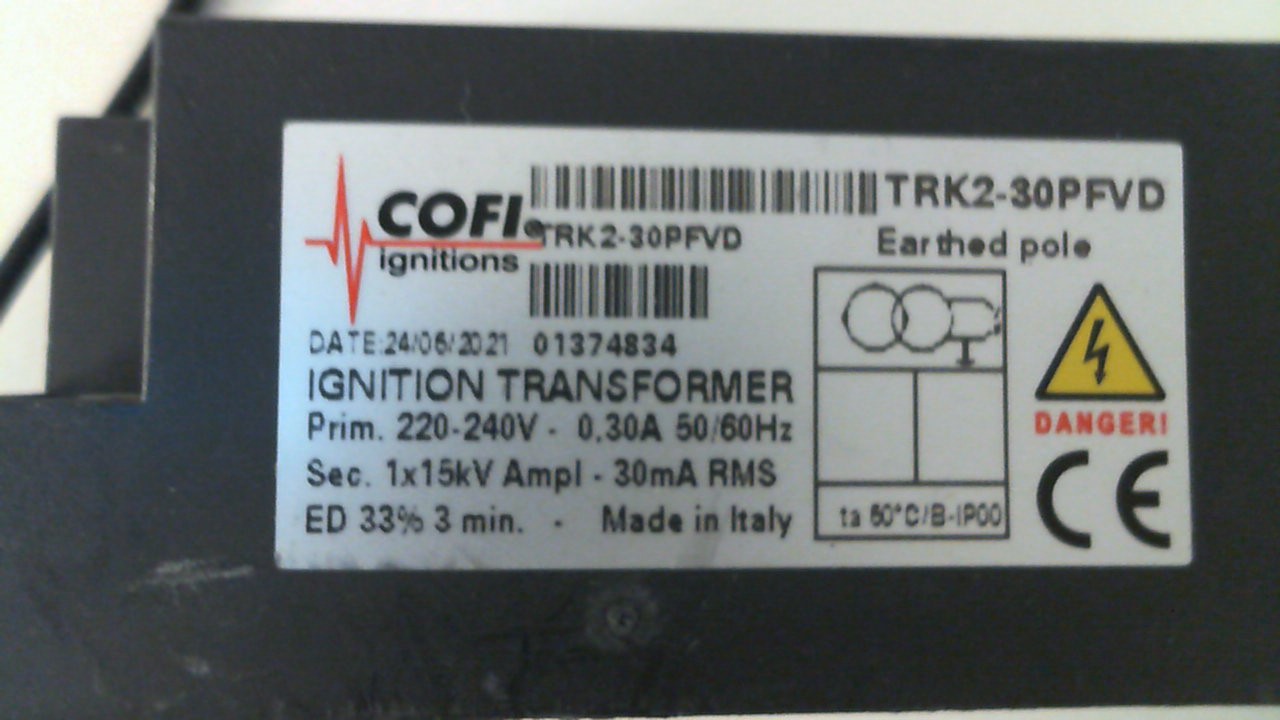 COFI
ignitions
TRK2-30PFVD
TRK2-30PFVD
Earthed pole
DATE:24/06/2021 01374834
IGNITION TRANSFORMER
Prim. 220-240V - 0.30A 50/60Hz
Sec. 1x15kV Ampl - 30mA RMS
ED 33% 3 min. - Made in Italy
ta 60°C/B-IP00
DANGER!
CE